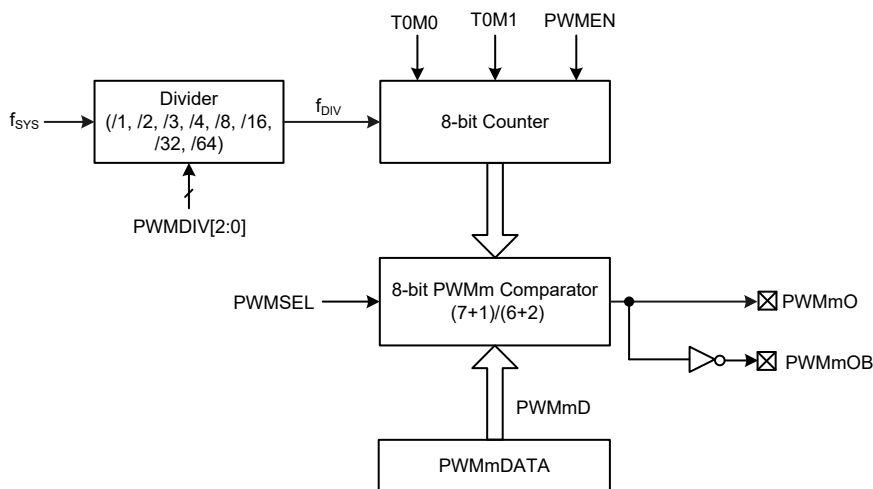 T0M0 T0M1 PWMEN
Divider
(/1, /2, /3, /4, /8, /16,
/32, /64)
fSYS
fDIV
8-bit Counter
PWMDIV[2:0]
8-bit PWMm Comparator
(7+1)/(6+2)
PWMSEL
PWMmO
PWMmOB
PWMmD
PWMmDATA